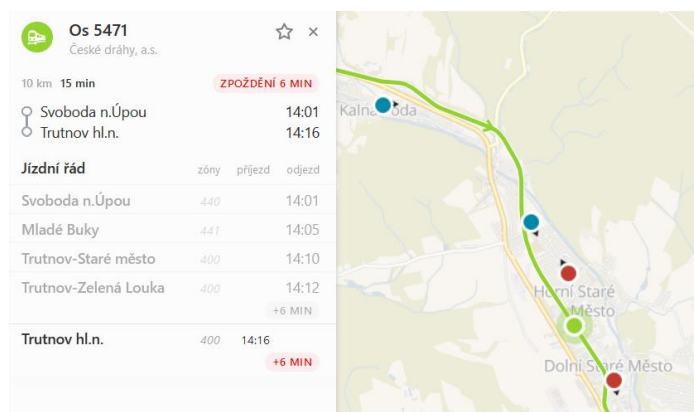 Os 5471
České dráhy, a.s.
10 km 15 min ZPOŽDĚNÍ 6 MIN
Svoboda n.Úpou 14:01
Trutnov hl.n. 14:16
Jízdní řád zóny příjezd odjezd
Svoboda n.Úpou 440 14:01
Mladé Buky 441 14:05
Trutnov-Staré město 400 14:10
Trutnov-Zelená Louka 400 14:12
+6 MIN
Trutnov hl.n. 400 14:16
+6 MIN
Horní Staré
Město
Dolní Staré Město